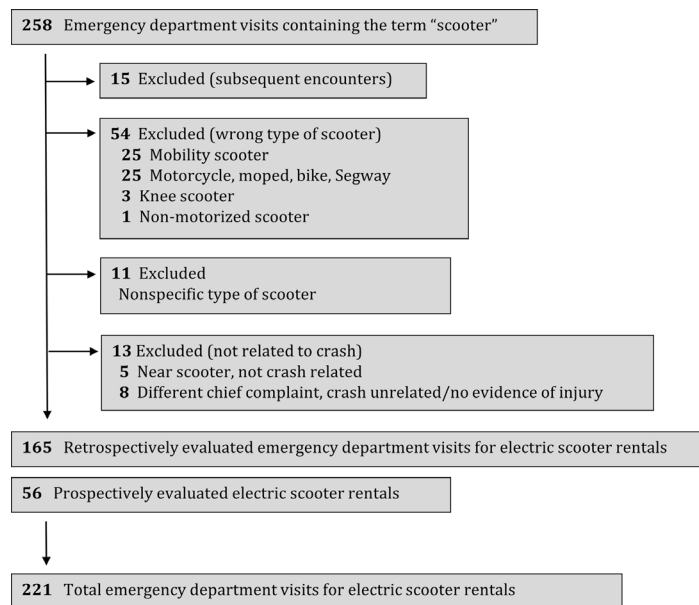 258 Emergency department visits containing the term “scooter”
15 Excluded (subsequent encounters)
54 Excluded (wrong type of scooter)
25 Mobility scooter
25 Motorcycle, moped, bike, Segway
3 Knee scooter
1 Non-motorized scooter
11 Excluded
Nonspecific type of scooter
13 Excluded (not related to crash)
5 Near scooter, not crash related
8 Different chief complaint, crash unrelated/no evidence of injury
165 Retrospectively evaluated emergency department visits for electric scooter rentals
56 Prospectively evaluated electric scooter rentals
221 Total emergency department visits for electric scooter rentals